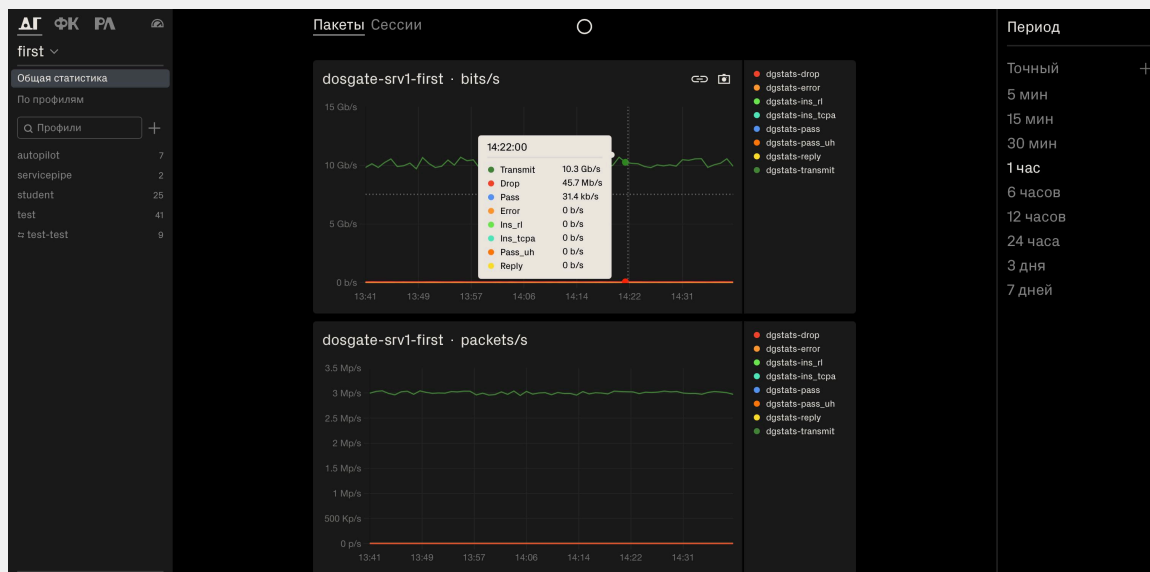 ДГ ФК РЛ
first
Общая статистика
По профилям
Профили
autopilot 7
servicepipe 2
student 25
test 41
test-test 9
Пакеты Сессии
dosgate-srv1-first · bits/s
15 Gb/s
10 Gb/s
5 Gb/s
0 b/s
13:41 13:49 13:57 14:06 14:14 14:22 14:31
14:22:00
Transmit 10.3 Gb/s
Drop 45.7 Mb/s
Pass 31.4 kb/s
Error 0 b/s
Ins_rl 0 b/s
Ins_tcpa 0 b/s
Pass_uh 0 b/s
Reply 0 b/s
dgstats-drop
dgstats-error
dgstats-ins_rl
dgstats-ins_tcpa
dgstats-pass
dgstats-pass_uh
dgstats-reply
dgstats-transmit
dosgate-srv1-first · packets/s
3.5 Mp/s
3 Mp/s
2.5 Mp/s
2 Mp/s
1.5 Mp/s
1 Mp/s
500 Kp/s
0 p/s
13:41 13:49 13:57 14:06 14:14 14:22 14:31
dgstats-drop
dgstats-error
dgstats-ins_rl
dgstats-ins_tcpa
dgstats-pass
dgstats-pass_uh
dgstats-reply
dgstats-transmit
Период
Точный
5 мин
15 мин
30 мин
1 час
6 часов
12 часов
24 часа
3 дня
7 дней